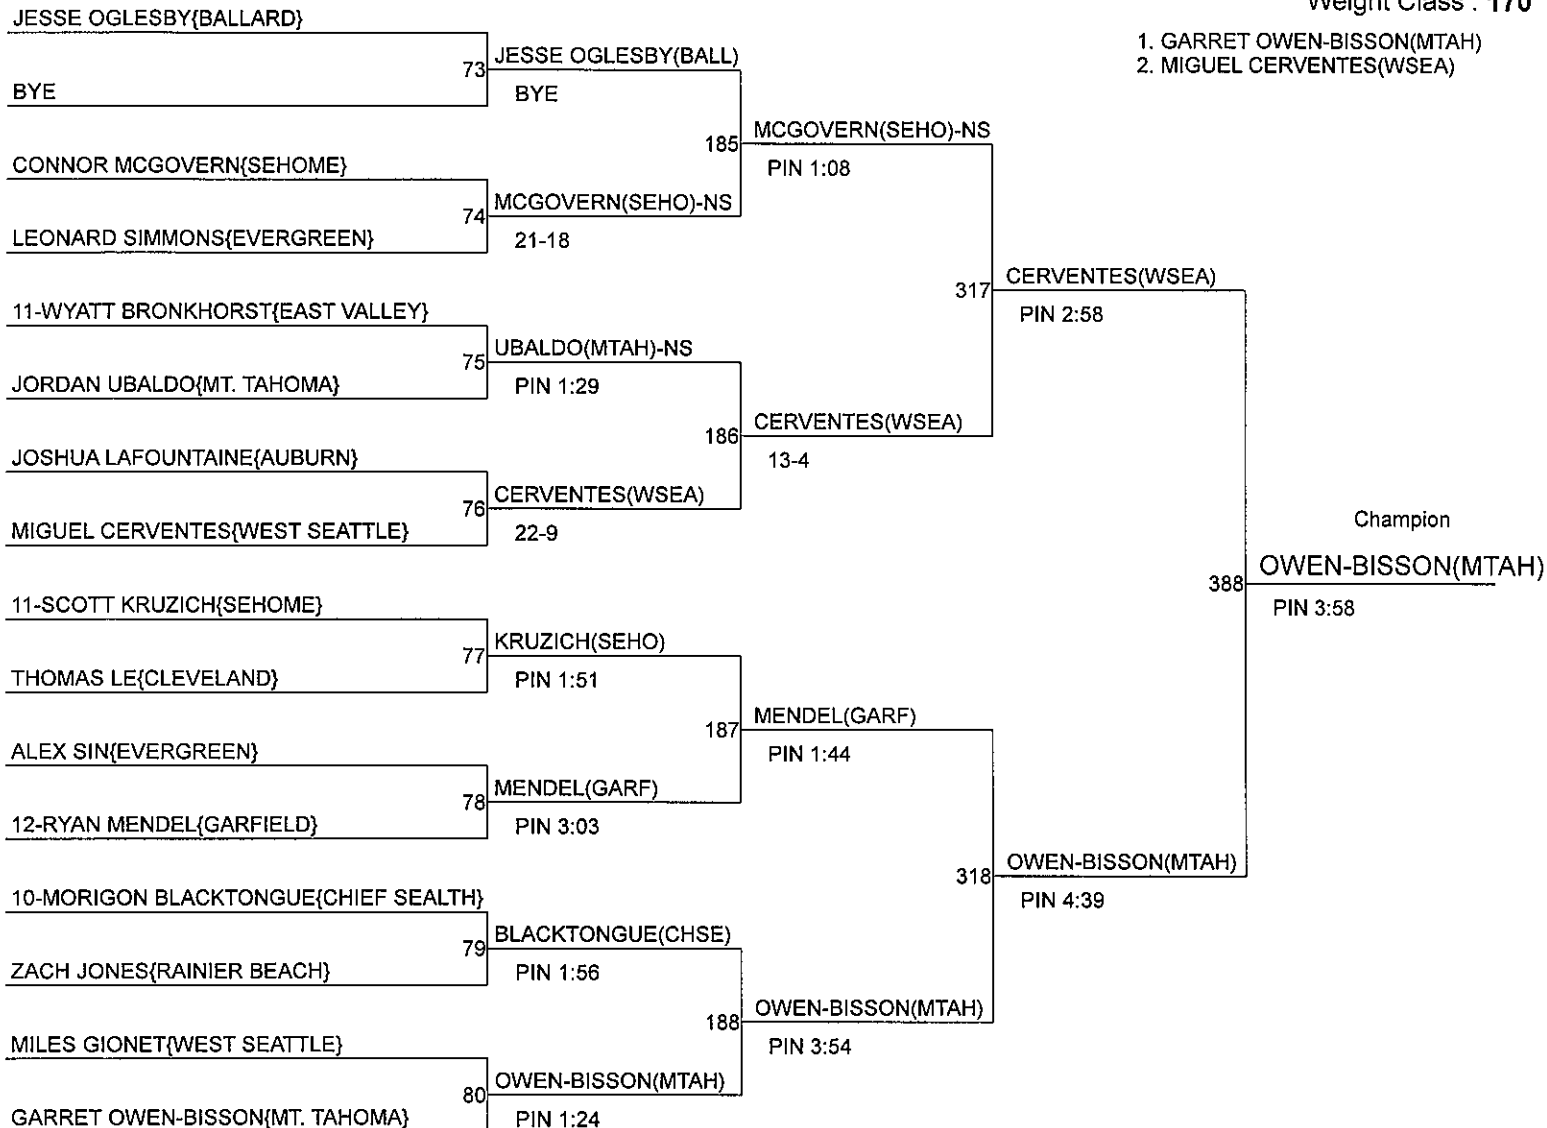 Weight Class : 170
1. GARRET OWEN-BISSON(MTAH)
2. MIGUEL CERVENTES(WSEA)
JESSE OGLESBY{BALLARD}
73
JESSE OGLESBY(BALL)
BYE
BYE
185
MCGOVERN(SEHO)-NS
PIN 1:08
CONNOR MCGOVERN{SEHOME}
74
MCGOVERN(SEHO)-NS
21-18
LEONARD SIMMONS{EVERGREEN}
317
CERVENTES(WSEA)
PIN 2:58
11-WYATT BRONKHORST{EAST VALLEY}
75
UBALDO(MTAH)-NS
PIN 1:29
JORDAN UBALDO{MT. TAHOMA}
186
CERVENTES(WSEA)
13-4
JOSHUA LAFOUNTAINE{AUBURN}
76
CERVENTES(WSEA)
22-9
MIGUEL CERVENTES{WEST SEATTLE}
Champion
388
OWEN-BISSON(MTAH)
PIN 3:58
11-SCOTT KRUZICH{SEHOME}
77
KRUZICH(SEHO)
PIN 1:51
THOMAS LE{CLEVELAND}
187
MENDEL(GARF)
PIN 1:44
ALEX SIN{EVERGREEN}
78
MENDEL(GARF)
PIN 3:03
12-RYAN MENDEL{GARFIELD}
318
OWEN-BISSON(MTAH)
PIN 4:39
10-MORIGON BLACKTONGUE{CHIEF SEALTH}
79
BLACKTONGUE(CHSE)
PIN 1:56
ZACH JONES{RAINIER BEACH}
188
OWEN-BISSON(MTAH)
PIN 3:54
MILES GIONET{WEST SEATTLE}
80
OWEN-BISSON(MTAH)
PIN 1:24
GARRET OWEN-BISSON{MT. TAHOMA}